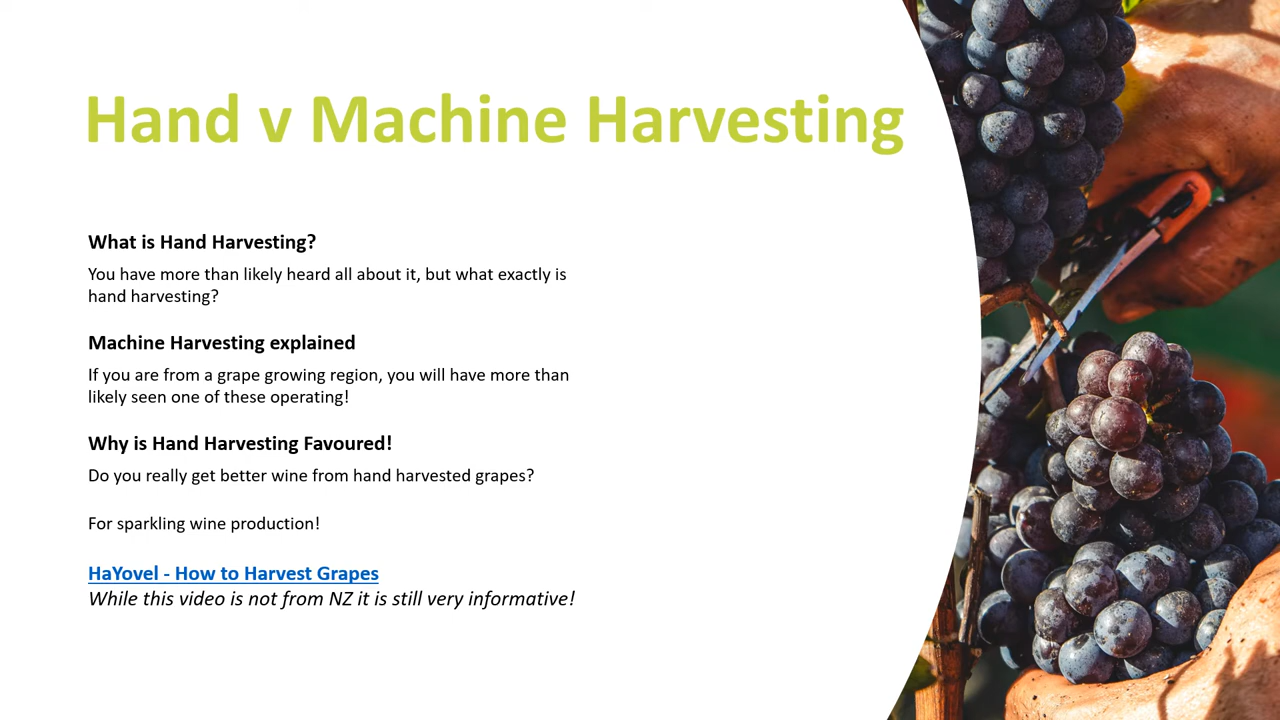 Hand v Machine Harvesting
What is Hand Harvesting?
You have more than likely heard all about it, but what exactly is
hand harvesting?
Machine Harvesting explained
If you are from a grape growing region, you will have more than
likely seen one of these operating!
Why is Hand Harvesting Favoured!
Do you really get better wine from hand harvested grapes?
For sparkling wine production!
HaYovel - How to Harvest Grapes
While this video is not from NZ it is still very informative!